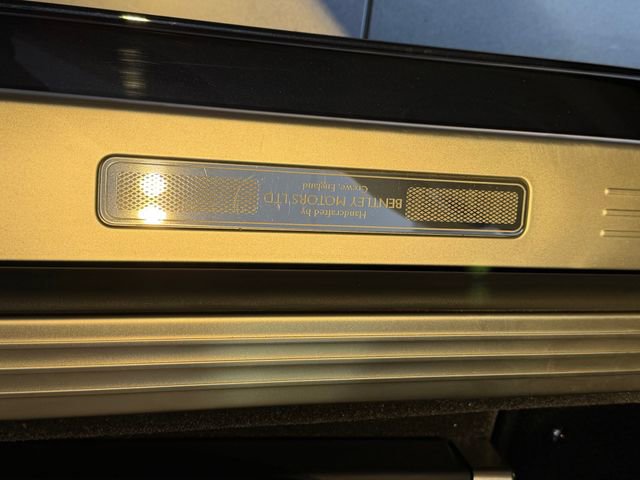 Handcrafted by
BENTLEY MOTORS LTD
Crewe, England